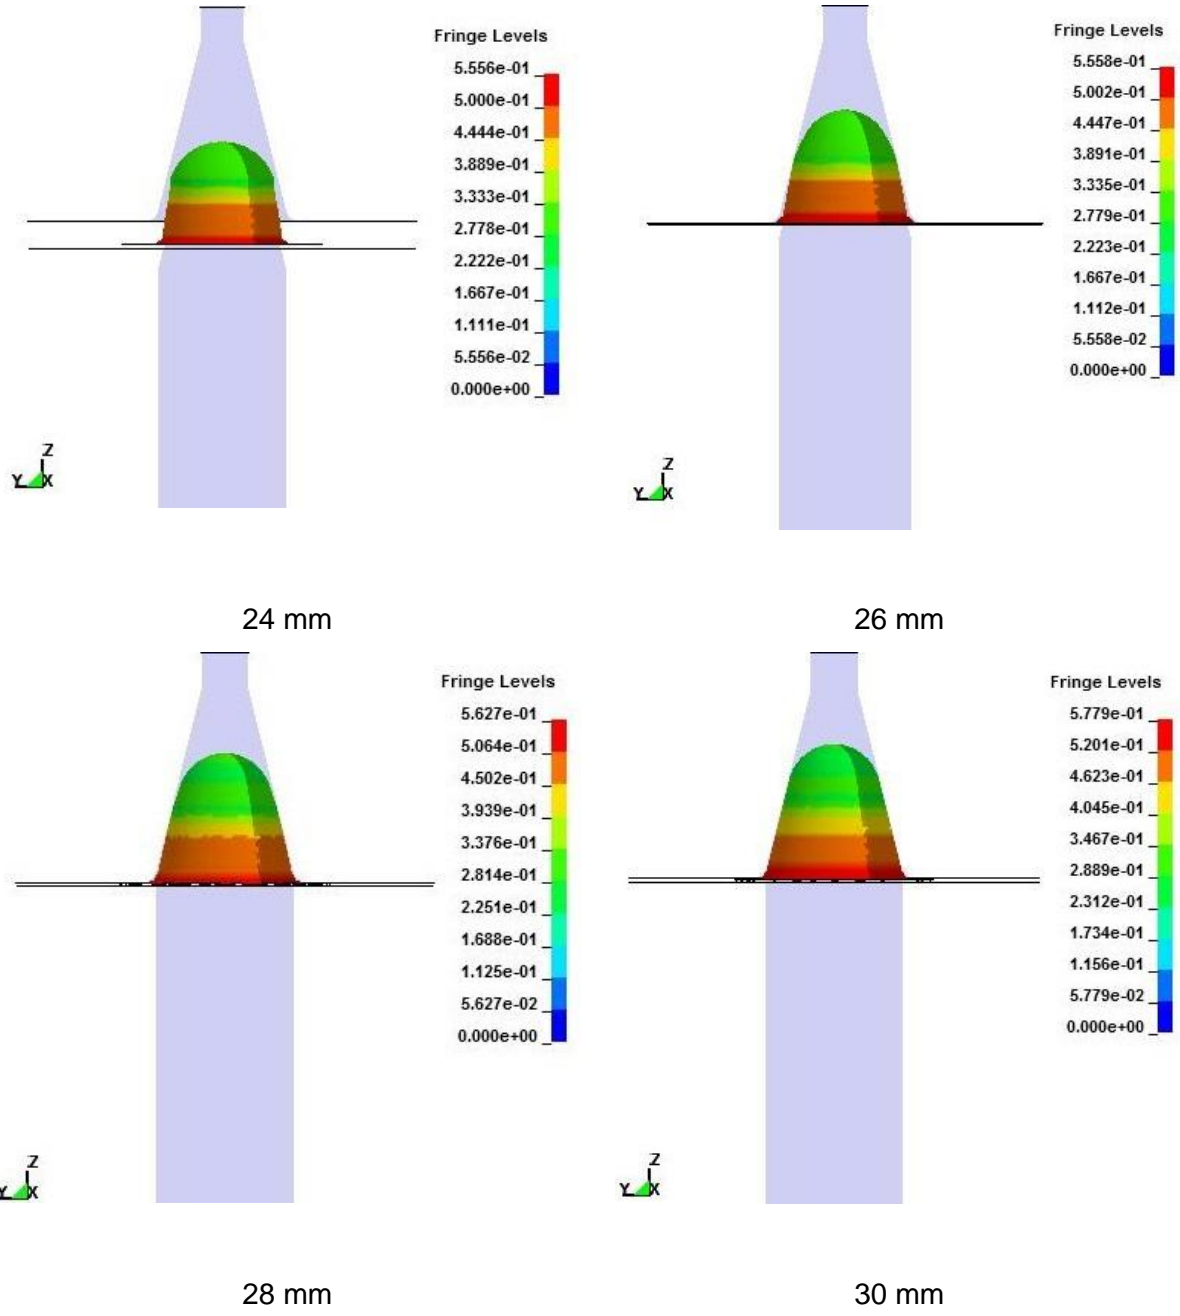 Fringe Levels
5.556e-01
5.000e-01
4.444e-01
3.889e-01
3.333e-01
2.778e-01
2.222e-01
1.667e-01
1.111e-01
5.556e-02
0.000e+00
Z
Y X
24 mm
Fringe Levels
5.558e-01
5.002e-01
4.447e-01
3.891e-01
3.335e-01
2.779e-01
2.223e-01
1.667e-01
1.112e-01
5.558e-02
0.000e+00
Z
Y X
26 mm
Fringe Levels
5.627e-01
5.064e-01
4.502e-01
3.939e-01
3.376e-01
2.814e-01
2.251e-01
1.688e-01
1.125e-01
5.627e-02
0.000e+00
Z
Y X
28 mm
Fringe Levels
5.779e-01
5.201e-01
4.623e-01
4.045e-01
3.467e-01
2.889e-01
2.312e-01
1.734e-01
1.156e-01
5.779e-02
0.000e+00
Z
Y X
30 mm